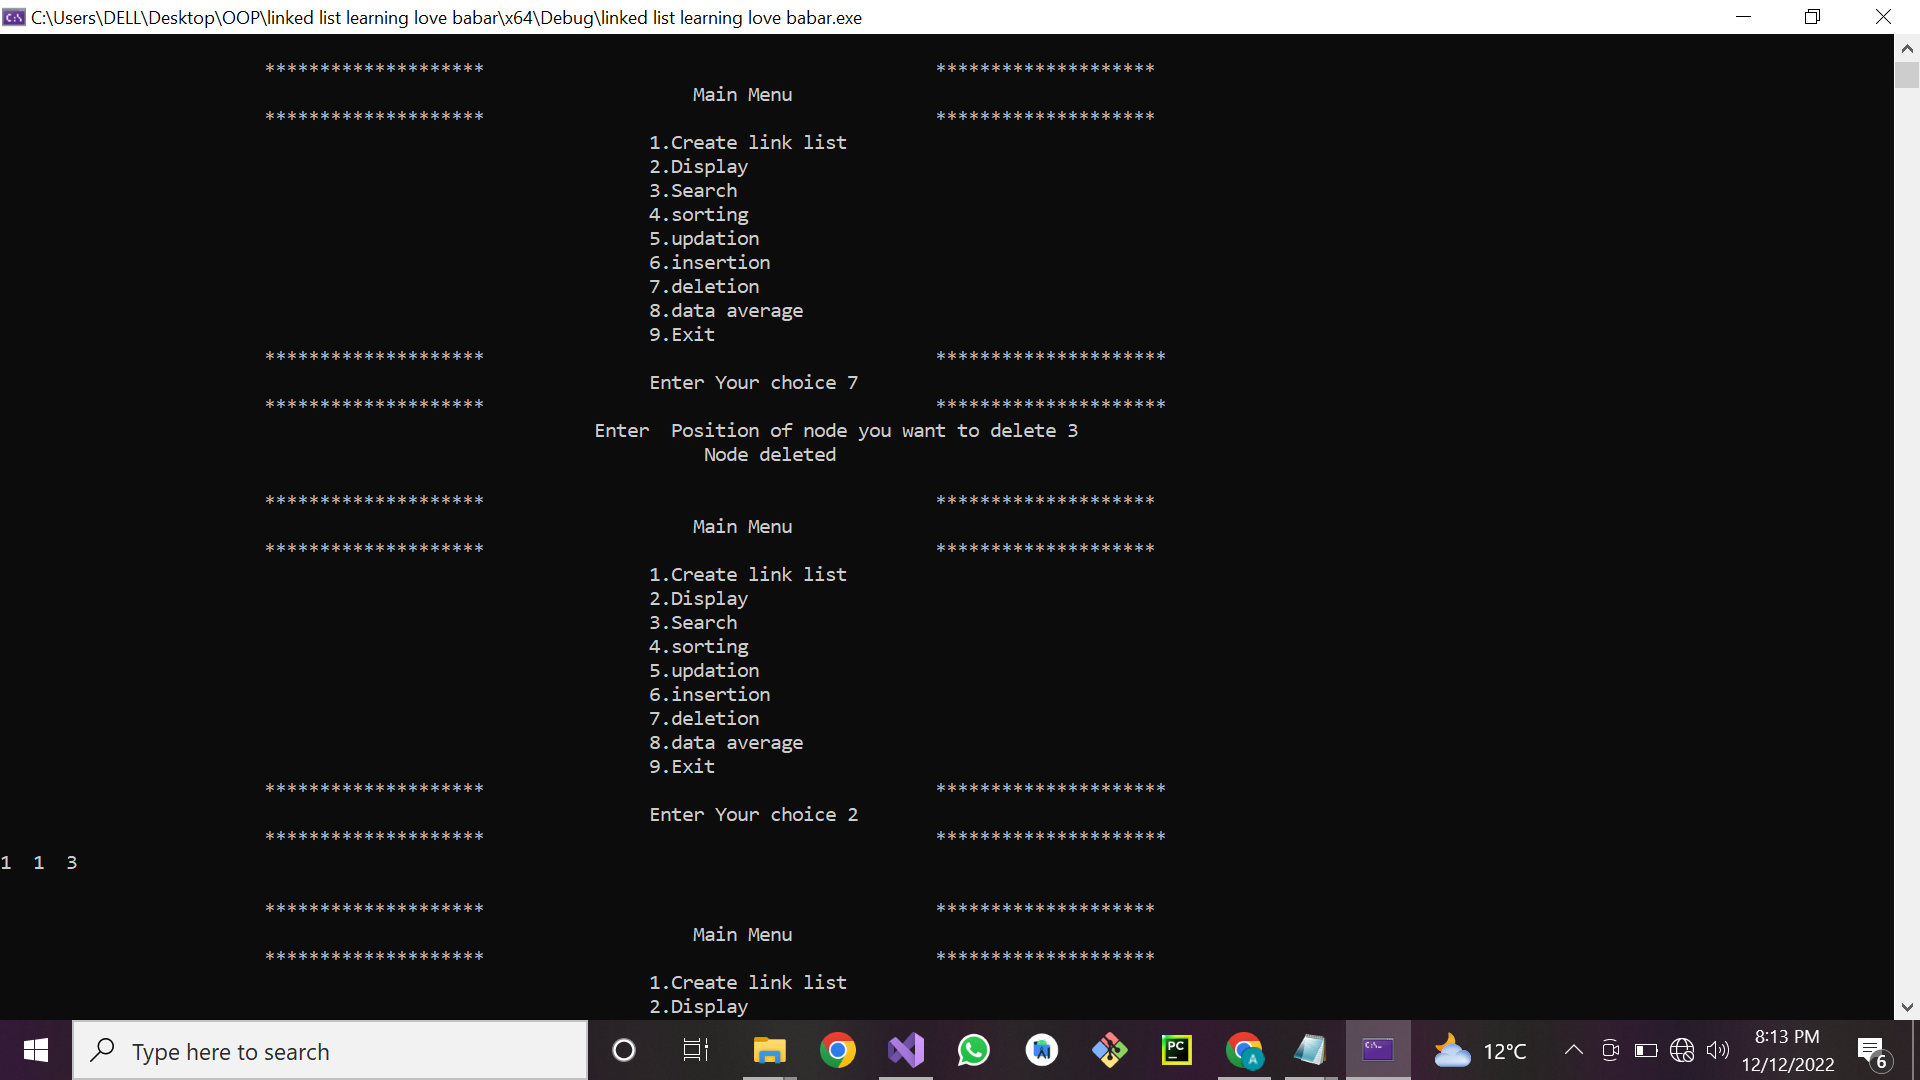 C:\Users\DELL\Desktop\OOP\linked list learning love babar\x64\Debug\linked list learning love babar.exe
******************** ********************
Main Menu
******************** ********************
1.Create link list
2.Display
3.Search
4.sorting
5.updation
6.insertion
7.deletion
8.data average
9.Exit
******************** *********************
Enter Your choice 7
******************** *********************
Enter  Position of node you want to delete 3
Node deleted
******************** ********************
Main Menu
******************** ********************
1.Create link list
2.Display
3.Search
4.sorting
5.updation
6.insertion
7.deletion
8.data average
9.Exit
******************** *********************
Enter Your choice 2
******************** *********************
1  1  3
******************** ********************
Main Menu
******************** ********************
1.Create link list
2.Display
Type here to search
PC
A
12°C
8:13 PM
12/12/2022
6